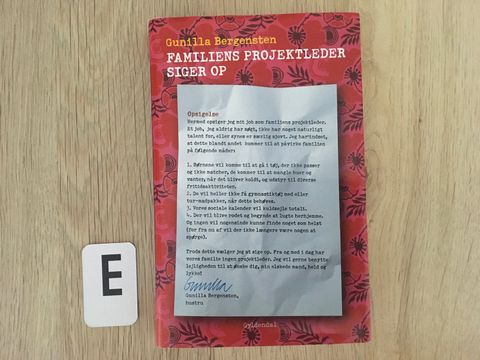 Gunilla Bergensten
FAMILIENS PROJEKTLEDER
SIGER OP
Opsigelse
Hermed opsiger jeg mit job som familiens projektleder.
Et job, jeg aldrig har søgt, ikke har noget naturligt
talent for, eller synes er særlig sjovt. Jeg har indset,
at dette blandt andet kommer til at påvirke familien
på følgende måder:
1. Børnene vil komme til at gå i tøj, der ikke passer
og ikke matcher, de kommer til at mangle huer og
vanter, når det bliver koldt, og udstyr til diverse
fritidsaktiviteter.
2. De vil heller ikke få gymnastiktøj med eller
tur-madpakker, når dette behøves.
3. Vores sociale kalender vil kuldsejle totalt.
4. Der vil blive rodet og begynde at lugte herhjemme.
Og ingen vil nogensinde kunne finde noget som helst
(for fra nu af vil der ikke længere være nogen at
spørge).
Trods dette vælger jeg at sige op. Fra og med i dag har
vores familie ingen projektleder. Jeg vil gerne benytte
lejligheden til at ønske dig, min elskede mand, held og
lykke!
Gunilla
Gunilla Bergensten,
hustru
Gyldendal
E